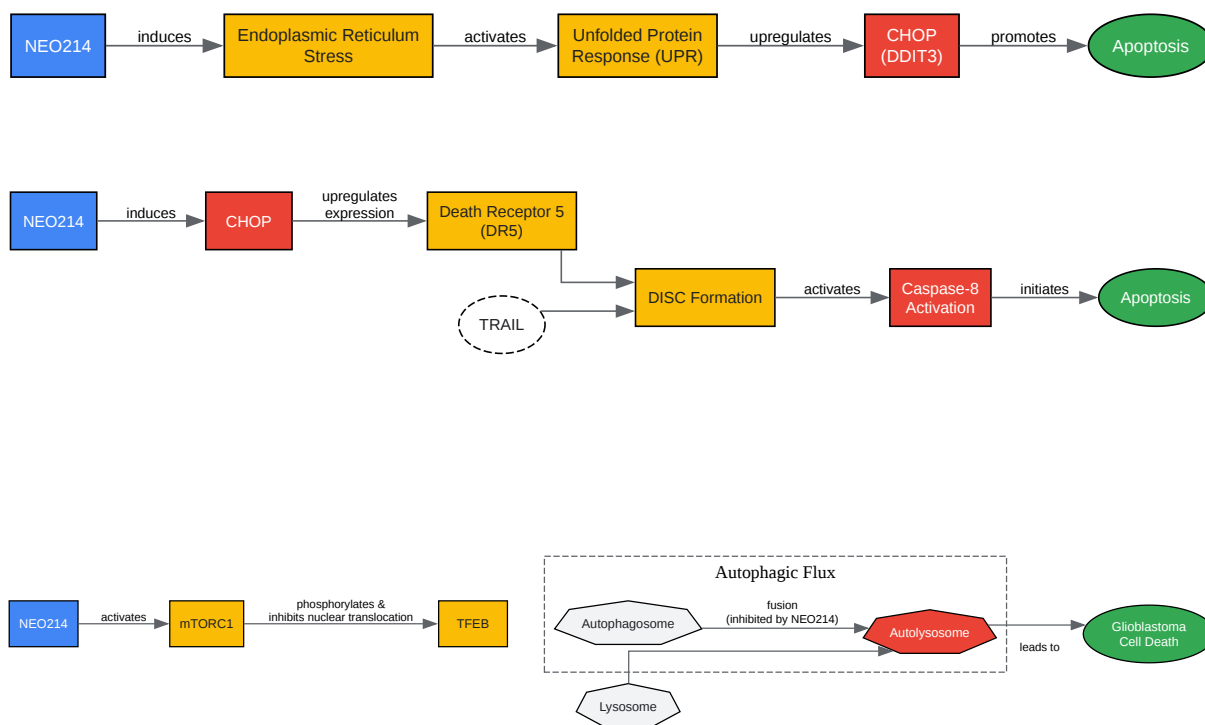 NEO214
induces
Endoplasmic Reticulum
Stress
activates
Unfolded Protein
Response (UPR)
upregulates
CHOP
(DDIT3)
promotes
Apoptosis
NEO214
induces
CHOP
upregulates
expression
Death Receptor 5
(DR5)
TRAIL
DISC Formation
activates
Caspase-8
Activation
initiates
Apoptosis
NEO214
activates
mTORC1
phosphorylates &
inhibits nuclear translocation
TFEB
Autophagic Flux
Autophagosome
fusion
(inhibited by NEO214)
Autolysosome
Lysosome
leads to
Glioblastoma
Cell Death